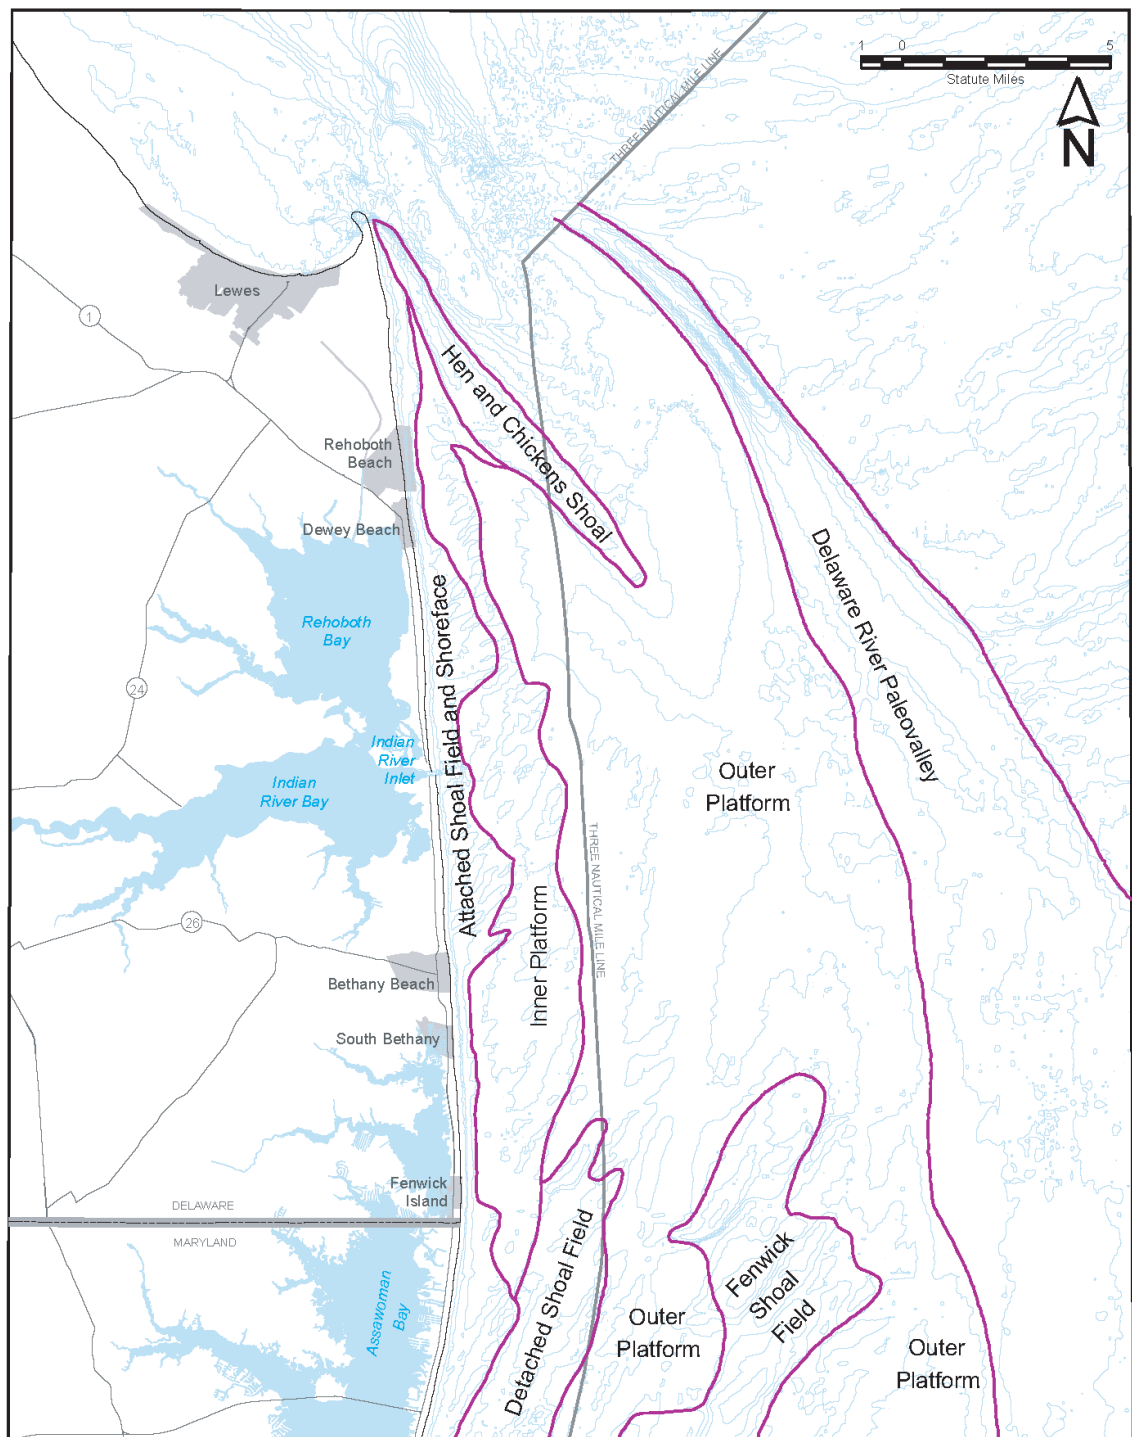 1 0 5
Statute Miles
N
THREE NAUTICAL MILE LINE
Lewes
1
Hen and Chickens Shoal
Rehoboth
Beach
Dewey Beach
Delaware River Paleovalley
Attached Shoal Field and Shoreface
Rehoboth
Bay
24
Indian
River
Inlet
Indian
River Bay
Outer
Platform
THREE NAUTICAL MILE LINE
Inner Platform
26
Bethany Beach
South Bethany
Fenwick
Island
DELAWARE
MARYLAND
Detached Shoal Field
Fenwick
Shoal
Field
Assawoman
Bay
Outer
Platform
Outer
Platform